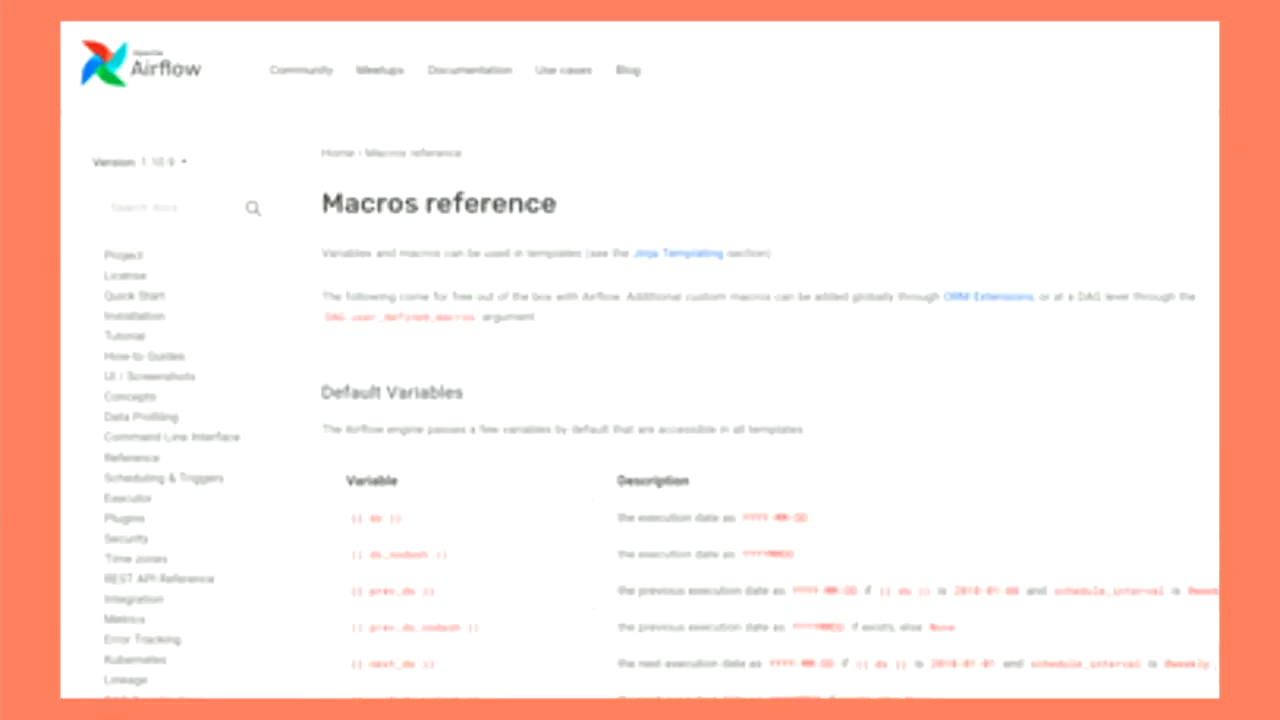 Apache
Airflow
Community Meetups Documentation Use cases Blog
Version: 1.10.9
Search docs
Home / Macros reference
Macros reference
Variables and macros can be used in templates (see the Jinja Templating section)
The following come for free out of the box with Airflow. Additional custom macros can be added globally through ORM Extensions, or at a DAG level through the
DAG.user_defined_macros argument.
Default Variables
The Airflow engine passes a few variables by default that are accessible in all templates
Variable Description
{{ ds }} the execution date as YYYY-MM-DD
{{ ds_nodash }} the execution date as YYYYMMDD
{{ prev_ds }} the previous execution date as YYYY-MM-DD if {{ ds }} is 2018-01-08 and schedule_interval is @week
{{ prev_ds_nodash }} the previous execution date as YYYYMMDD if exists, else None
{{ next_ds }} the next execution date as YYYY-MM-DD if {{ ds }} is 2018-01-01 and schedule_interval is @weekly,
Project
License
Quick Start
Installation
Tutorial
How-to Guides
UI / Screenshots
Concepts
Data Profiling
Command Line Interface
Reference
Scheduling & Triggers
Executor
Plugins
Security
Time zones
REST API Reference
Integration
Metrics
Error Tracking
Kubernetes
Lineage